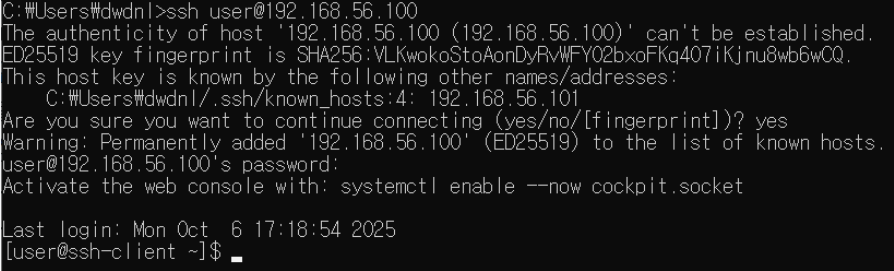 C:₩Users₩dwdnl>ssh user@192.168.56.100
The authenticity of host '192.168.56.100 (192.168.56.100)' can't be established.
ED25519 key fingerprint is SHA256:VLKwokoStoAonDyRvWFYO2bxoFKq407iKjnu8wb6wCQ.
This host key is known by the following other names/addresses:
    C:₩Users₩dwdnl/.ssh/known_hosts:4: 192.168.56.101
Are you sure you want to continue connecting (yes/no/[fingerprint])? yes
Warning: Permanently added '192.168.56.100' (ED25519) to the list of known hosts.
user@192.168.56.100's password:
Activate the web console with: systemctl enable --now cockpit.socket

Last login: Mon Oct  6 17:18:54 2025
[user@ssh-client ~]$